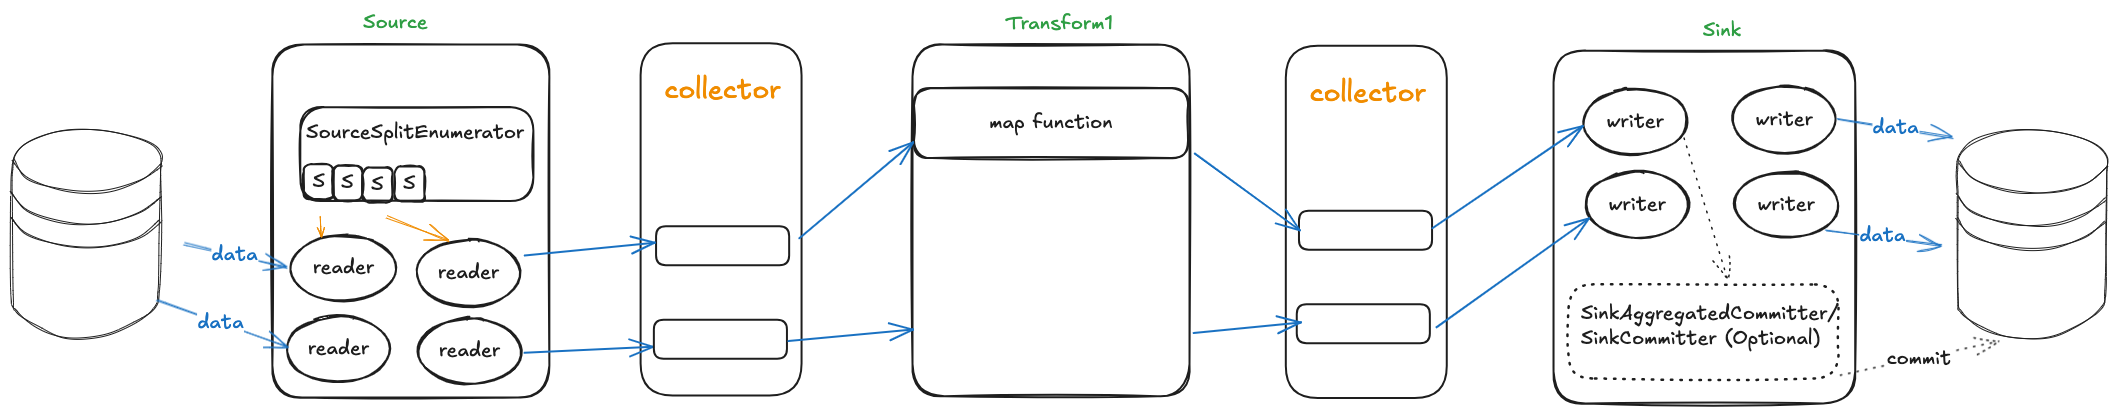 Source
Transform1
Sink
collector
collector
SourceSplitEnumerator
map function
writer
writer
data
S S S S
writer
writer
data
data
reader
reader
data
reader
reader
SinkAggregatedCommitter/
SinkCommitter (Optional)
commit